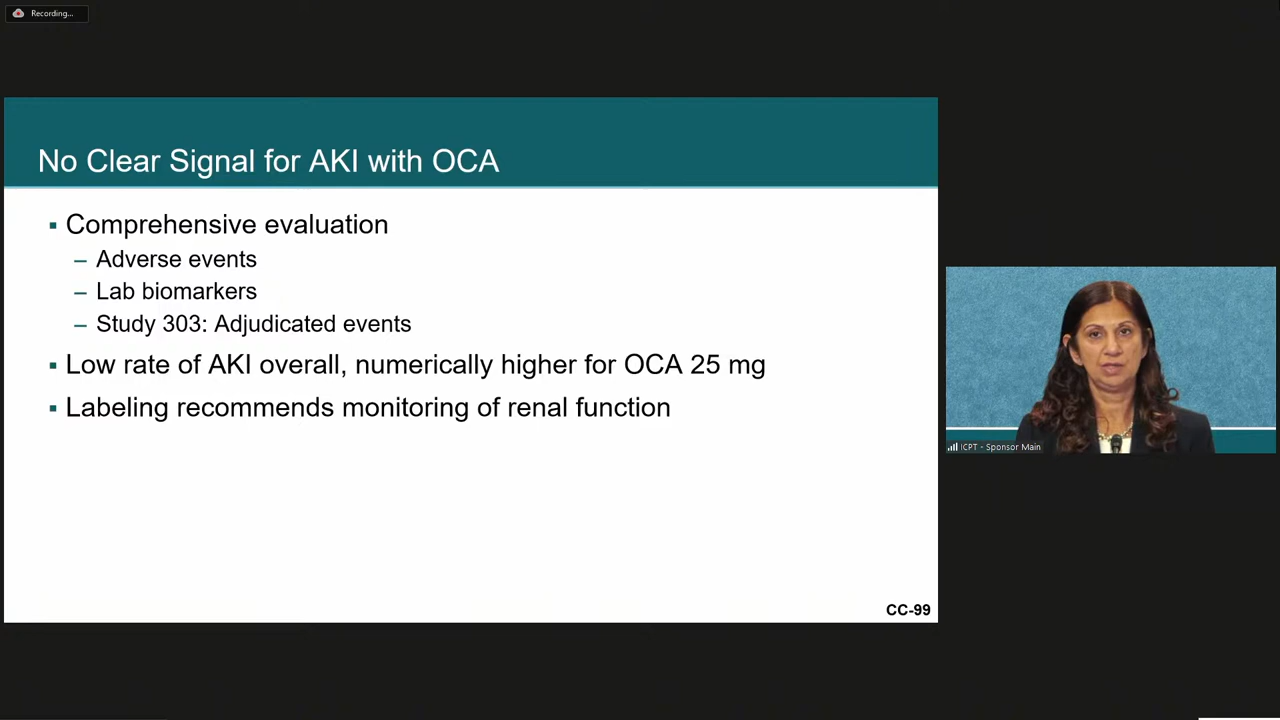 Recording...
No Clear Signal for AKI with OCA
▪ Comprehensive evaluation
– Adverse events
– Lab biomarkers
– Study 303: Adjudicated events
▪ Low rate of AKI overall, numerically higher for OCA 25 mg
▪ Labeling recommends monitoring of renal function
ICPT - Sponsor Main
CC-99